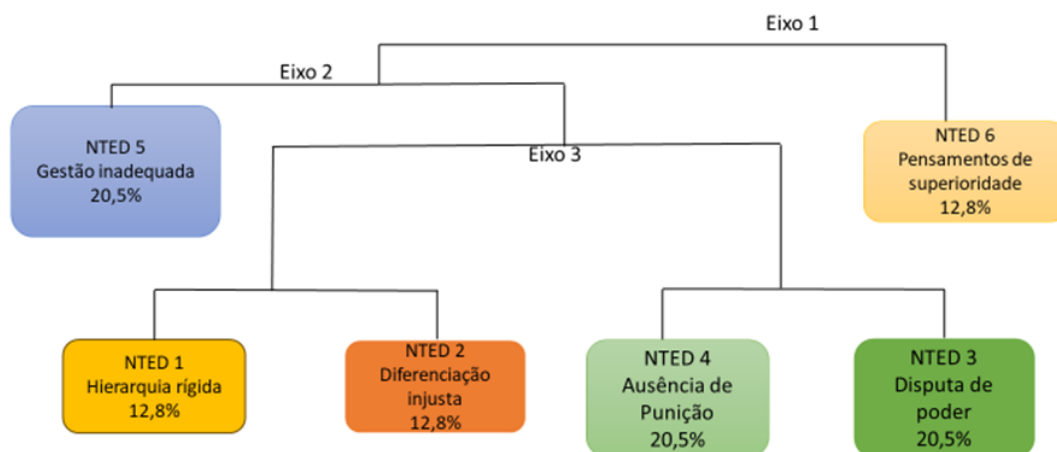 Eixo 1
Eixo 2
NTED 5
Gestão inadequada
20,5%
NTED 6
Pensamentos de
superioridade
12,8%
Eixo 3
NTED 1
Hierarquia rígida
12,8%
NTED 2
Diferenciação
injusta
12,8%
NTED 4
Ausência de
Punição
20,5%
NTED 3
Disputa de
poder
20,5%